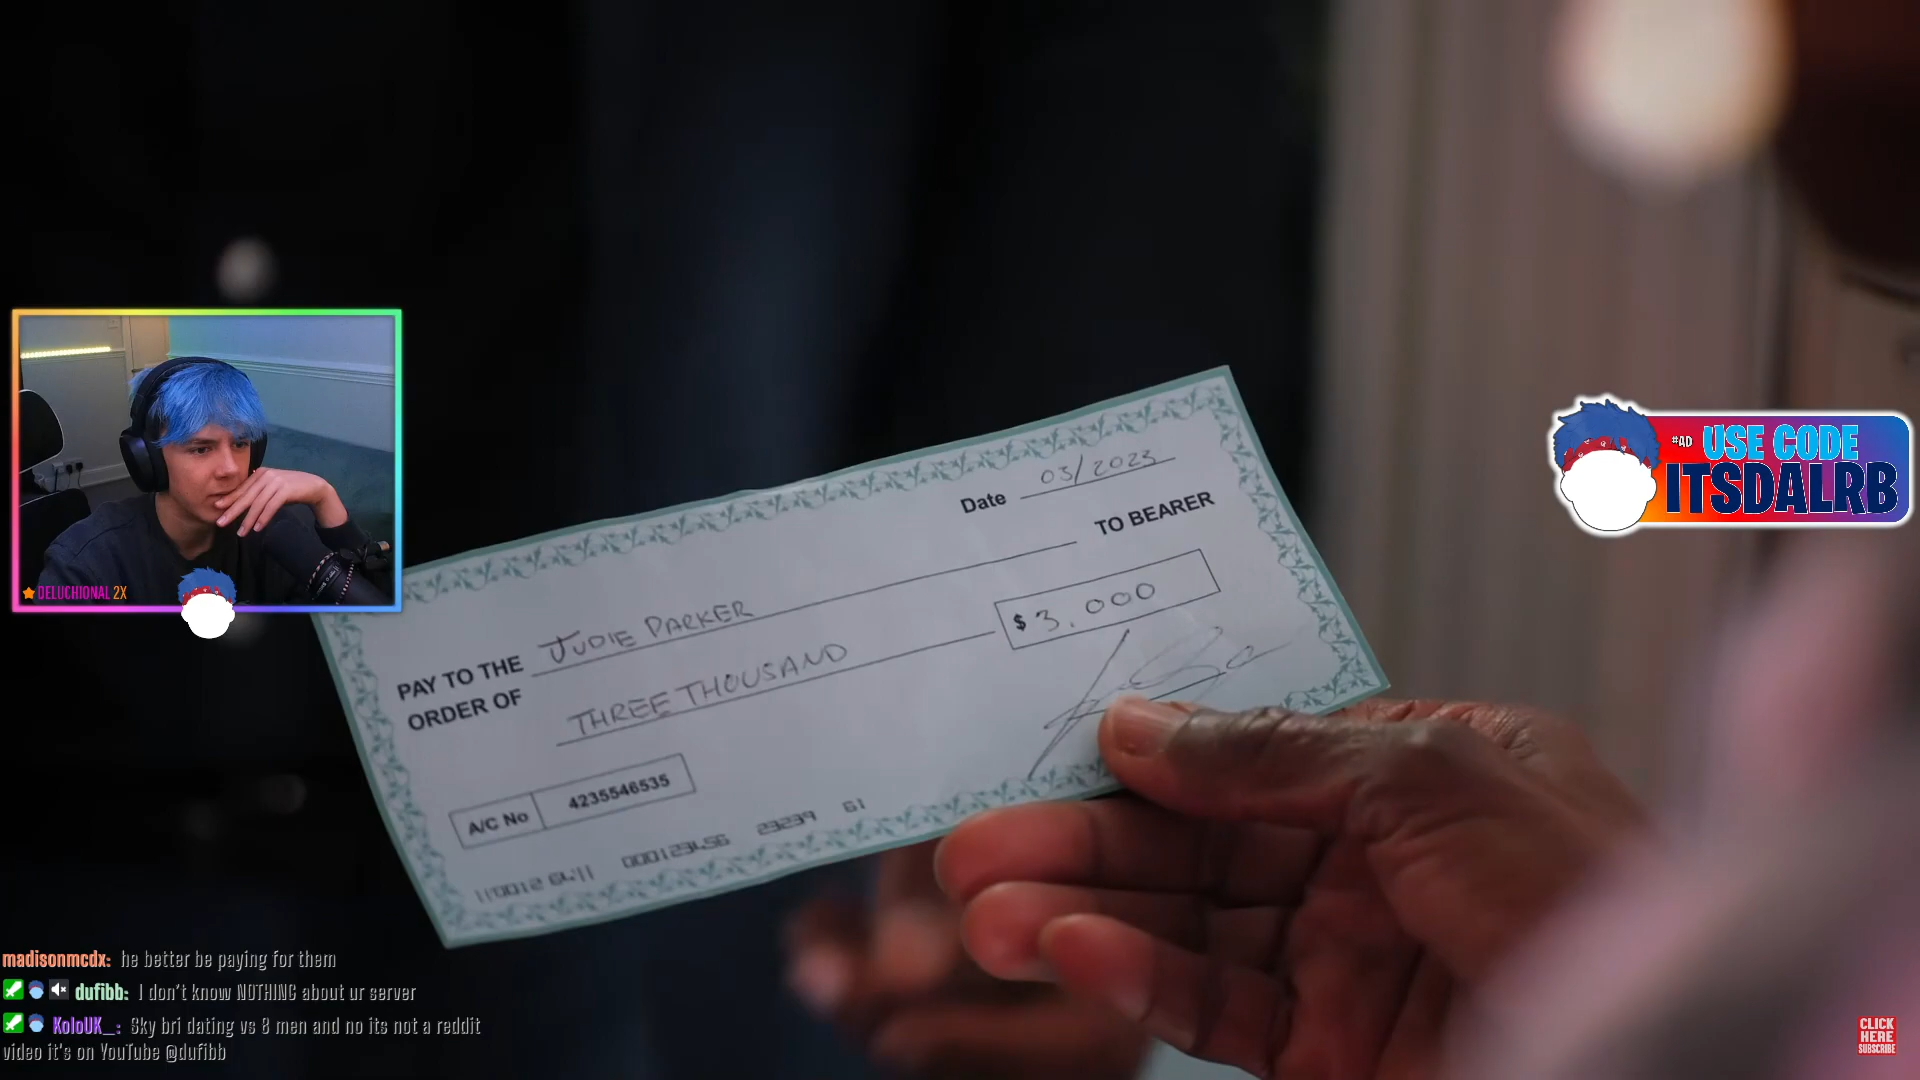 Date 03/2023
TO BEARER
PAY TO THE
ORDER OF
JUDIE PARKER
THREE THOUSAND
$ 3.000
A/C No 4235546535
000123456 23239 61
DELUCHIONAL 2X
#AD USE CODE
ITSDALRB
madisonmcdx: he better be paying for them
dufibb: I don't know NOTHING about ur server
KoloUK_: Sky bri dating vs 8 men and no its not a reddit
video it's on YouTube @dufibb
CLICK
HERE
SUBSCRIBE